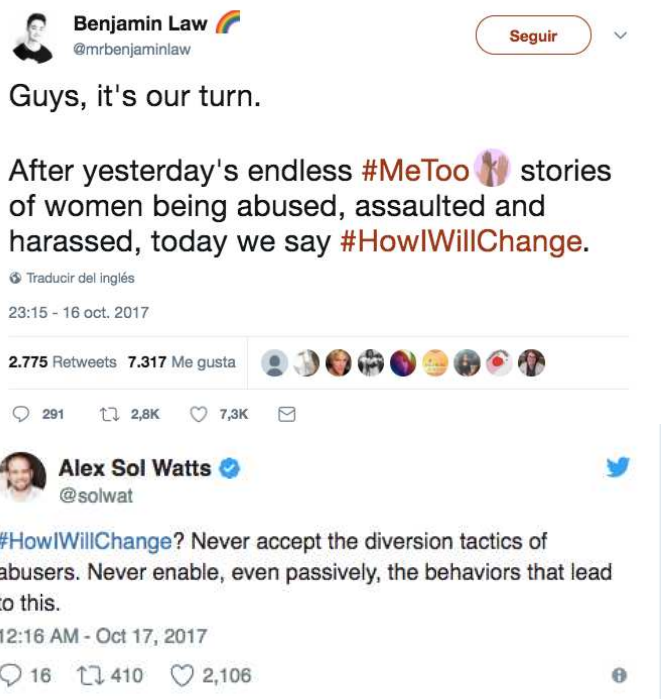 Benjamin Law 🌈
@mrbenjaminlaw
Seguir
Guys, it's our turn.
After yesterday's endless #MeToo stories
of women being abused, assaulted and
harassed, today we say #HowIWillChange.
Traducir del inglés
23:15 - 16 oct. 2017
2.775 Retweets 7.317 Me gusta
291 2,8K 7,3K
Alex Sol Watts
@solwat
#HowIWillChange? Never accept the diversion tactics of
abusers. Never enable, even passively, the behaviors that lead
to this.
12:16 AM - Oct 17, 2017
16 410 2,106